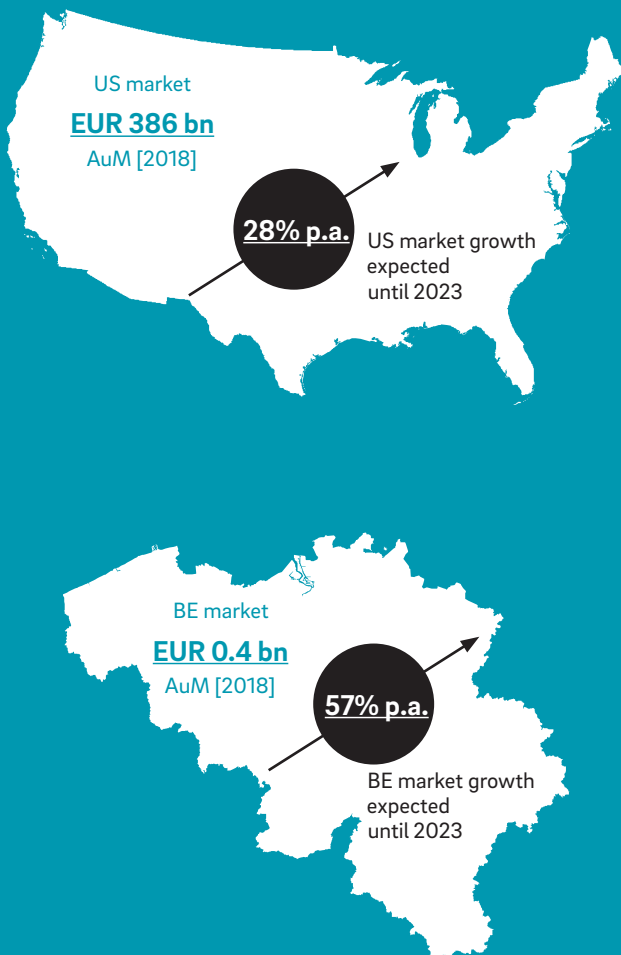 US market
EUR 386 bn
AuM [2018]
28% p.a.
US market growth
expected
until 2023
BE market
EUR 0.4 bn
AuM [2018]
57% p.a.
BE market growth
expected
until 2023